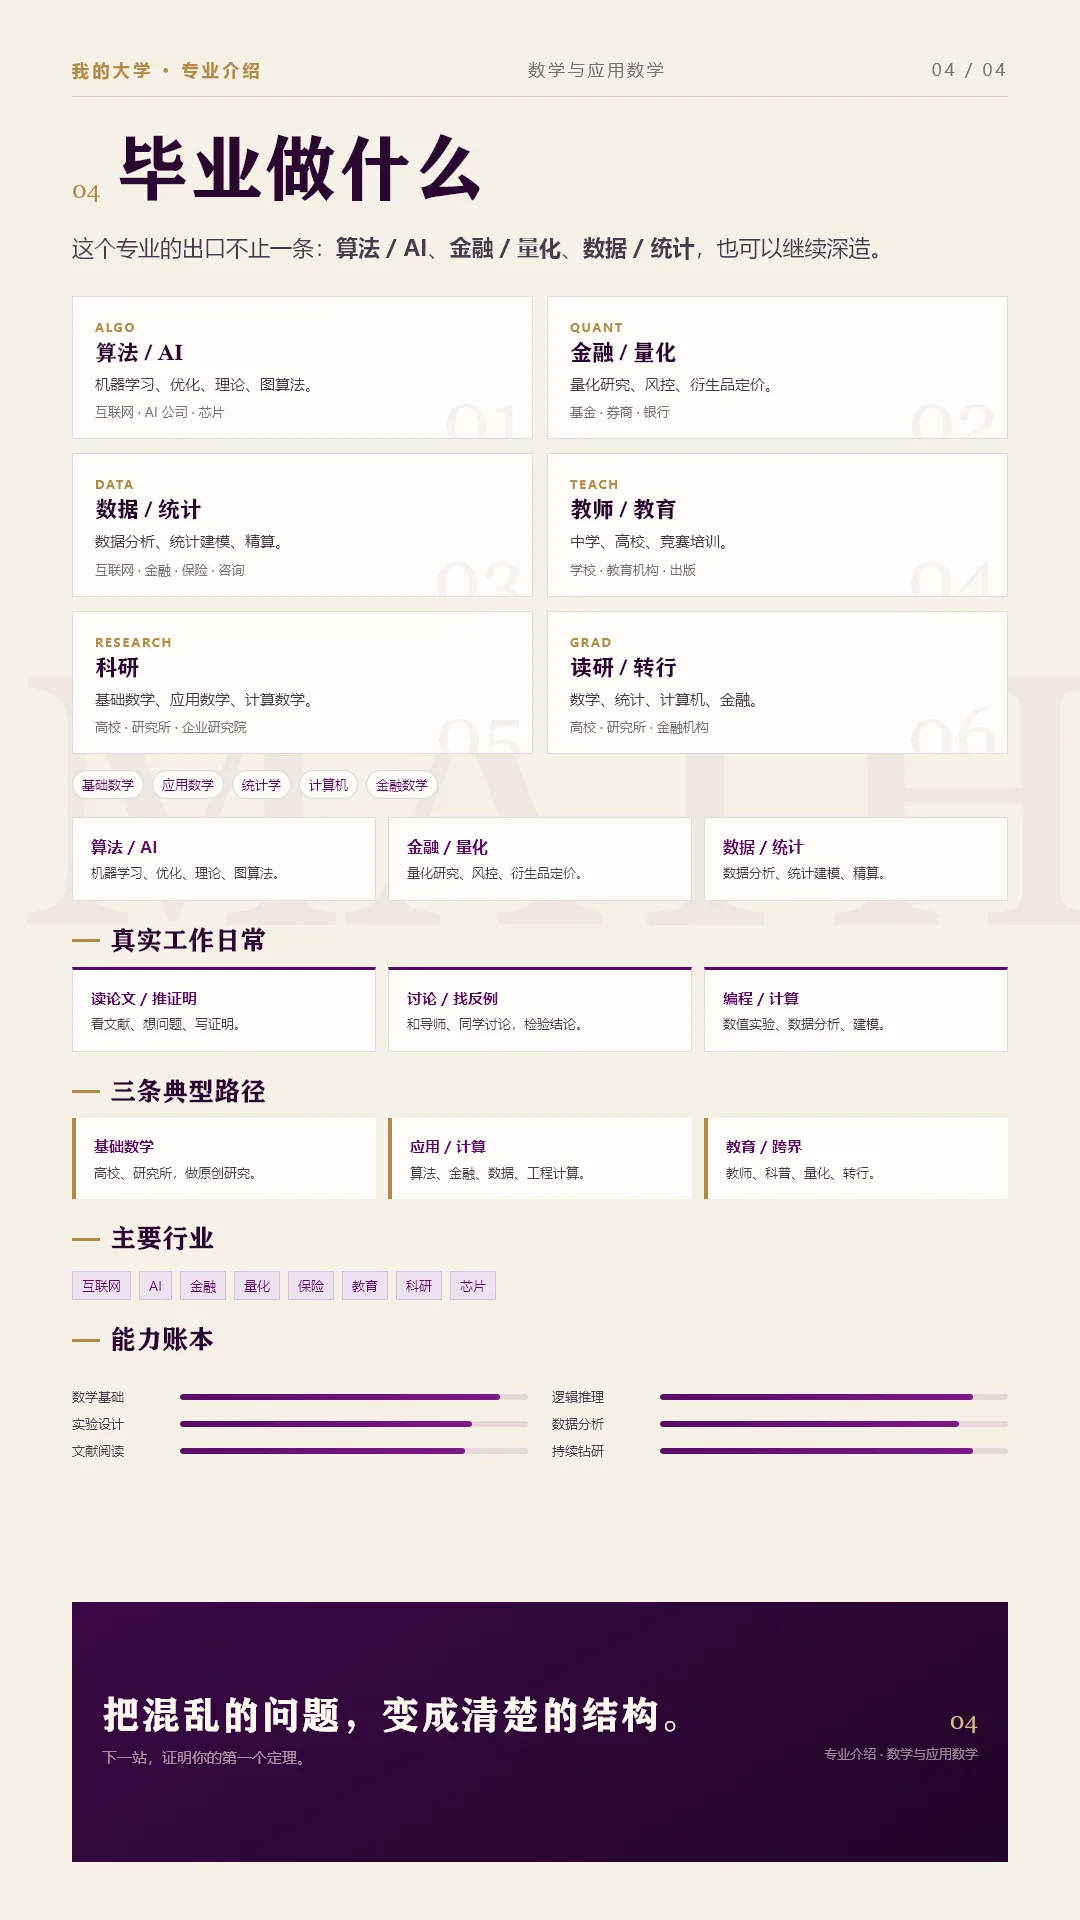 我的大学 · 专业介绍
数学与应用数学
04 / 04
04 毕业做什么
这个专业的出口不止一条：算法 / AI、金融 / 量化、数据 / 统计，也可以继续深造。
ALGO
算法 / AI
机器学习、优化、理论、图算法。
互联网 · AI 公司 · 芯片
01
QUANT
金融 / 量化
量化研究、风控、衍生品定价。
基金 · 券商 · 银行
02
DATA
数据 / 统计
数据分析、统计建模、精算。
互联网 · 金融 · 保险 · 咨询
03
TEACH
教师 / 教育
中学、高校、竞赛培训。
学校 · 教育机构 · 出版
04
RESEARCH
科研
基础数学、应用数学、计算数学。
高校 · 研究所 · 企业研究院
05
GRAD
读研 / 转行
数学、统计、计算机、金融。
高校 · 研究所 · 金融机构
06
MATH
基础数学 应用数学 统计学 计算机 金融数学
算法 / AI
机器学习、优化、理论、图算法。
金融 / 量化
量化研究、风控、衍生品定价。
数据 / 统计
数据分析、统计建模、精算。
真实工作日常
读论文 / 推证明
看文献、想问题、写证明。
讨论 / 找反例
和导师、同学讨论，检验结论。
编程 / 计算
数值实验、数据分析、建模。
三条典型路径
基础数学
高校、研究所，做原创研究。
应用 / 计算
算法、金融、数据、工程计算。
教育 / 跨界
教师、科普、量化、转行。
主要行业
互联网 AI 金融 量化 保险 教育 科研 芯片
能力账本
数学基础
逻辑推理
实验设计
数据分析
文献阅读
持续钻研
把混乱的问题，变成清楚的结构。
下一站，证明你的第一个定理。
04
专业介绍 · 数学与应用数学